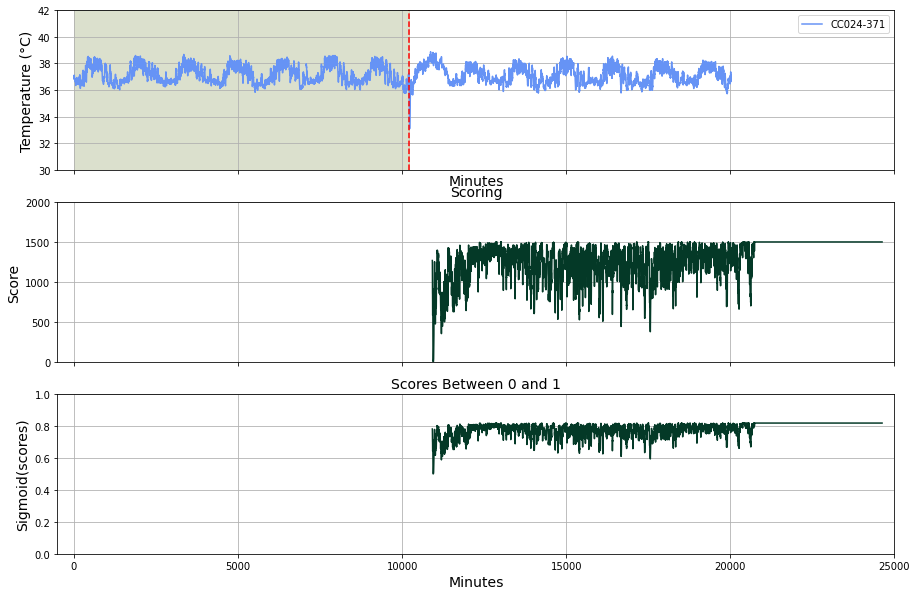 42
40
38
36
34
32
30
Temperature (°C)
CC024-371
Minutes
Scoring
2000
1500
1000
500
0
Score
Scores Between 0 and 1
1.0
0.8
0.6
0.4
0.2
0.0
Sigmoid(scores)
0 5000 10000 15000 20000 25000
Minutes